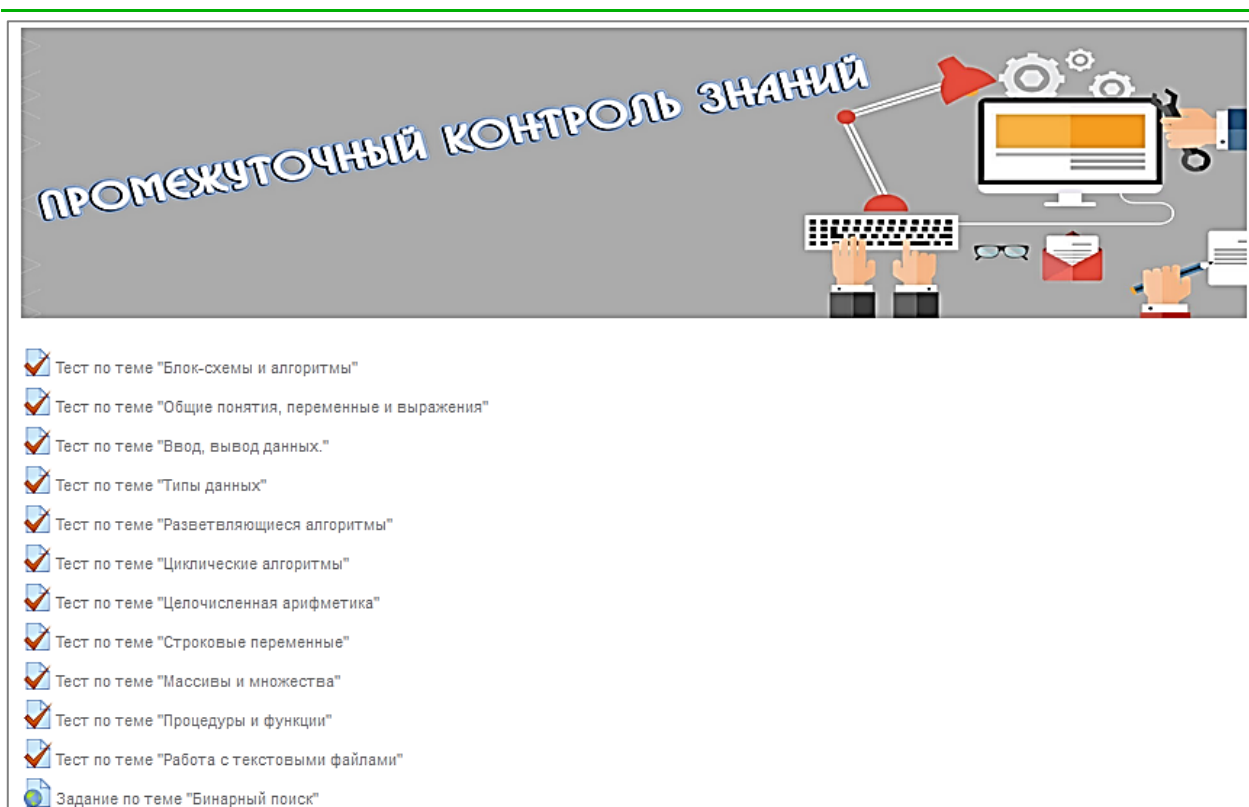 ПРОМЕЖУТОЧНЫЙ КОНТРОЛЬ ЗНАНИЙ
Тест по теме "Блок-схемы и алгоритмы"
Тест по теме "Общие понятия, переменные и выражения"
Тест по теме "Ввод, вывод данных."
Тест по теме "Типы данных"
Тест по теме "Разветвляющиеся алгоритмы"
Тест по теме "Циклические алгоритмы"
Тест по теме "Целочисленная арифметика"
Тест по теме "Строковые переменные"
Тест по теме "Массивы и множества"
Тест по теме "Процедуры и функции"
Тест по теме "Работа с текстовыми файлами"
Задание по теме "Бинарный поиск"